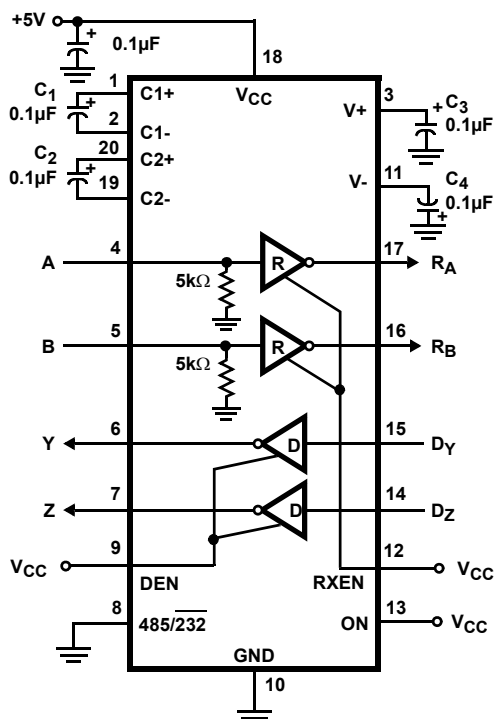 +5V
+
0.1µF
18
C1
0.1µF
+
1
C1+
VCC
V+
3
+
C3
0.1µF
2
C1-
C2
0.1µF
+
20
C2+
19
C2-
V-
11
C4
0.1µF
+
A
4
5kΩ
R
17
RA
B
5
5kΩ
R
16
RB
Y
6
D
15
DY
Z
7
D
14
DZ
VCC
9
DEN
RXEN
12
VCC
8
485/232
ON
13
VCC
GND
10